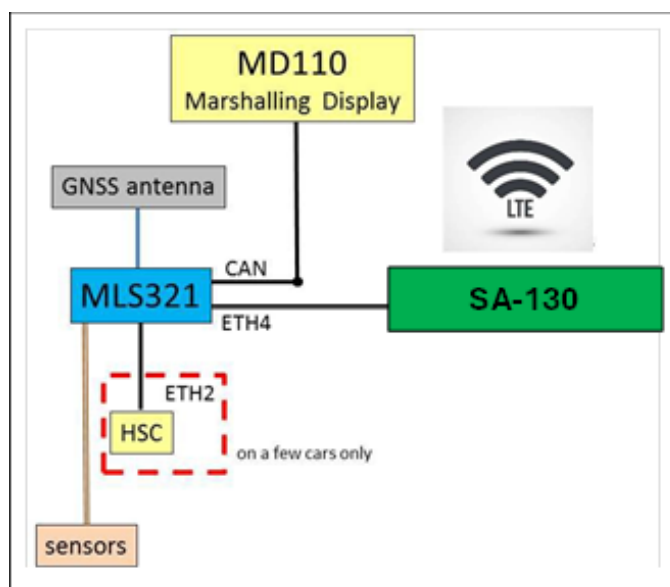 MD110
Marshalling Display
LTE
GNSS antenna
CAN
MLS321
SA-130
ETH4
ETH2
HSC
on a few cars only
sensors